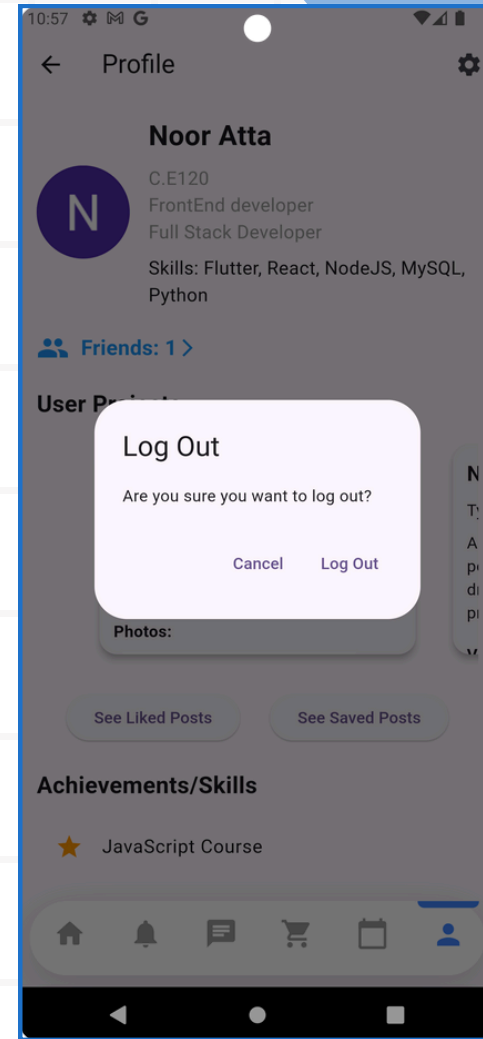 10:57
Profile
Noor Atta
N
C.E120
FrontEnd developer
Full Stack Developer
Skills: Flutter, React, NodeJS, MySQL,
Python
Friends: 1
User
Log Out
Are you sure you want to log out?
Cancel Log Out
N
A
Photos:
See Liked Posts See Saved Posts
Achievements/Skills
JavaScript Course